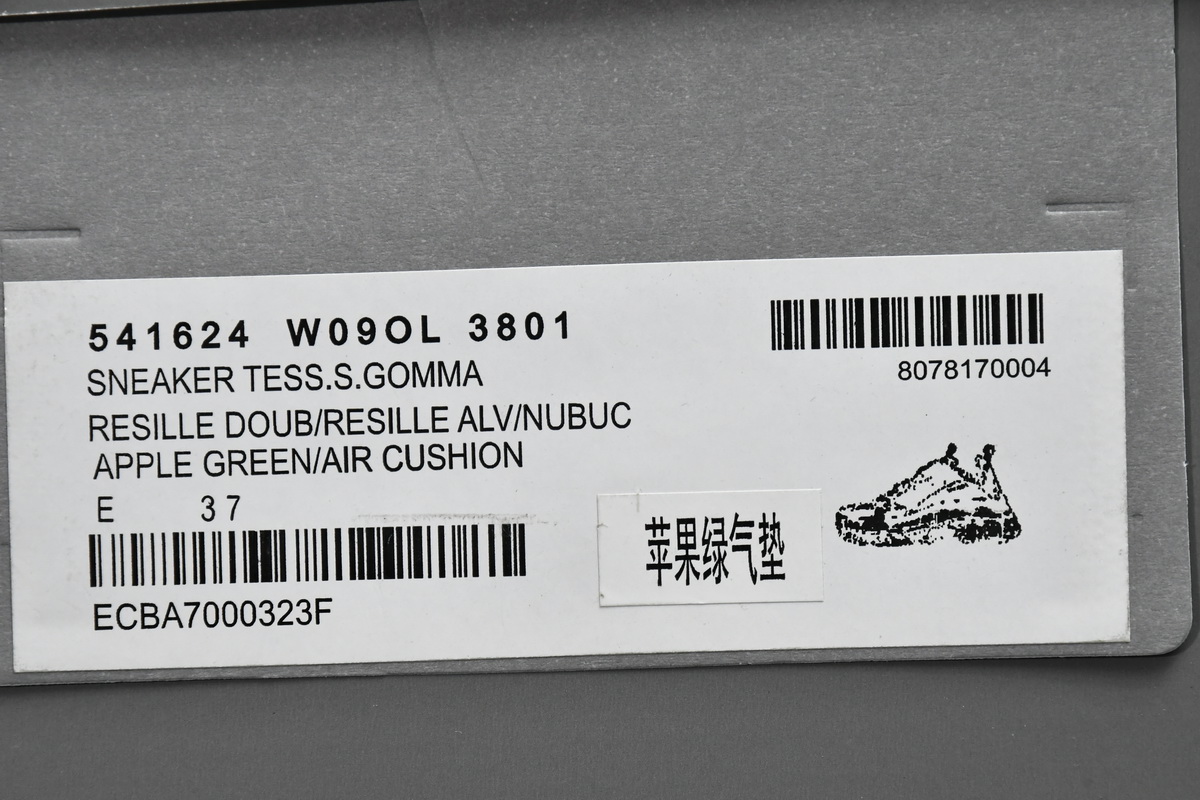 541624 W09OL 3801
SNEAKER TESS.S.GOMMA
RESILLE DOUB/RESILLE ALV/NUBUC
APPLE GREEN/AIR CUSHION
E 37
ECBA7000323F
8078170004
苹果绿气垫